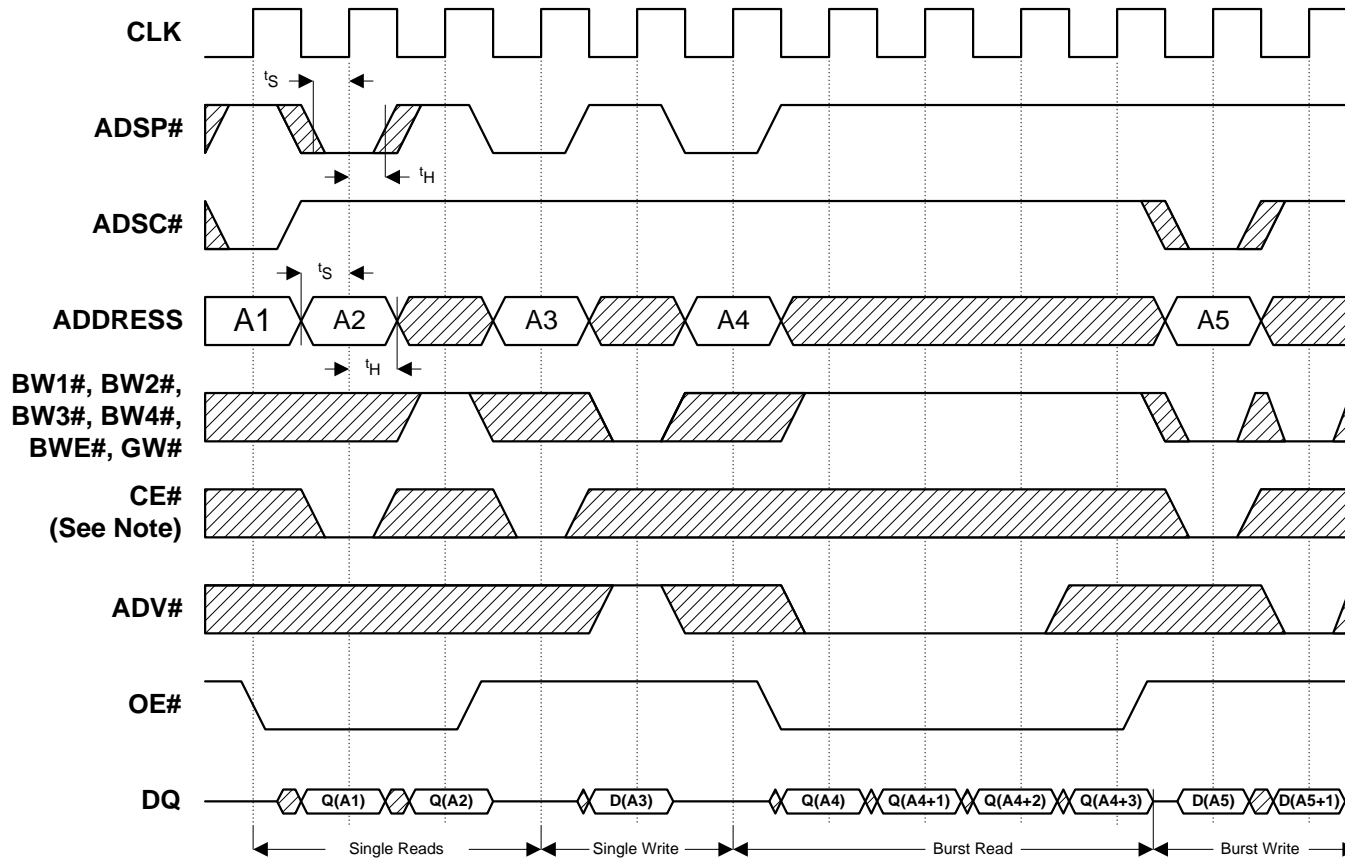 CLK
tS
ADSP#
tH
ADSC#
tS
ADDRESS
A1 A2 A3 A4 A5
tH
BW1#, BW2#,
BW3#, BW4#,
BWE#, GW#
CE#
(See Note)
ADV#
OE#
DQ
Q(A1) Q(A2) D(A3) Q(A4) Q(A4+1) Q(A4+2) Q(A4+3) D(A5) D(A5+1)
Single Reads Single Write Burst Read Burst Write